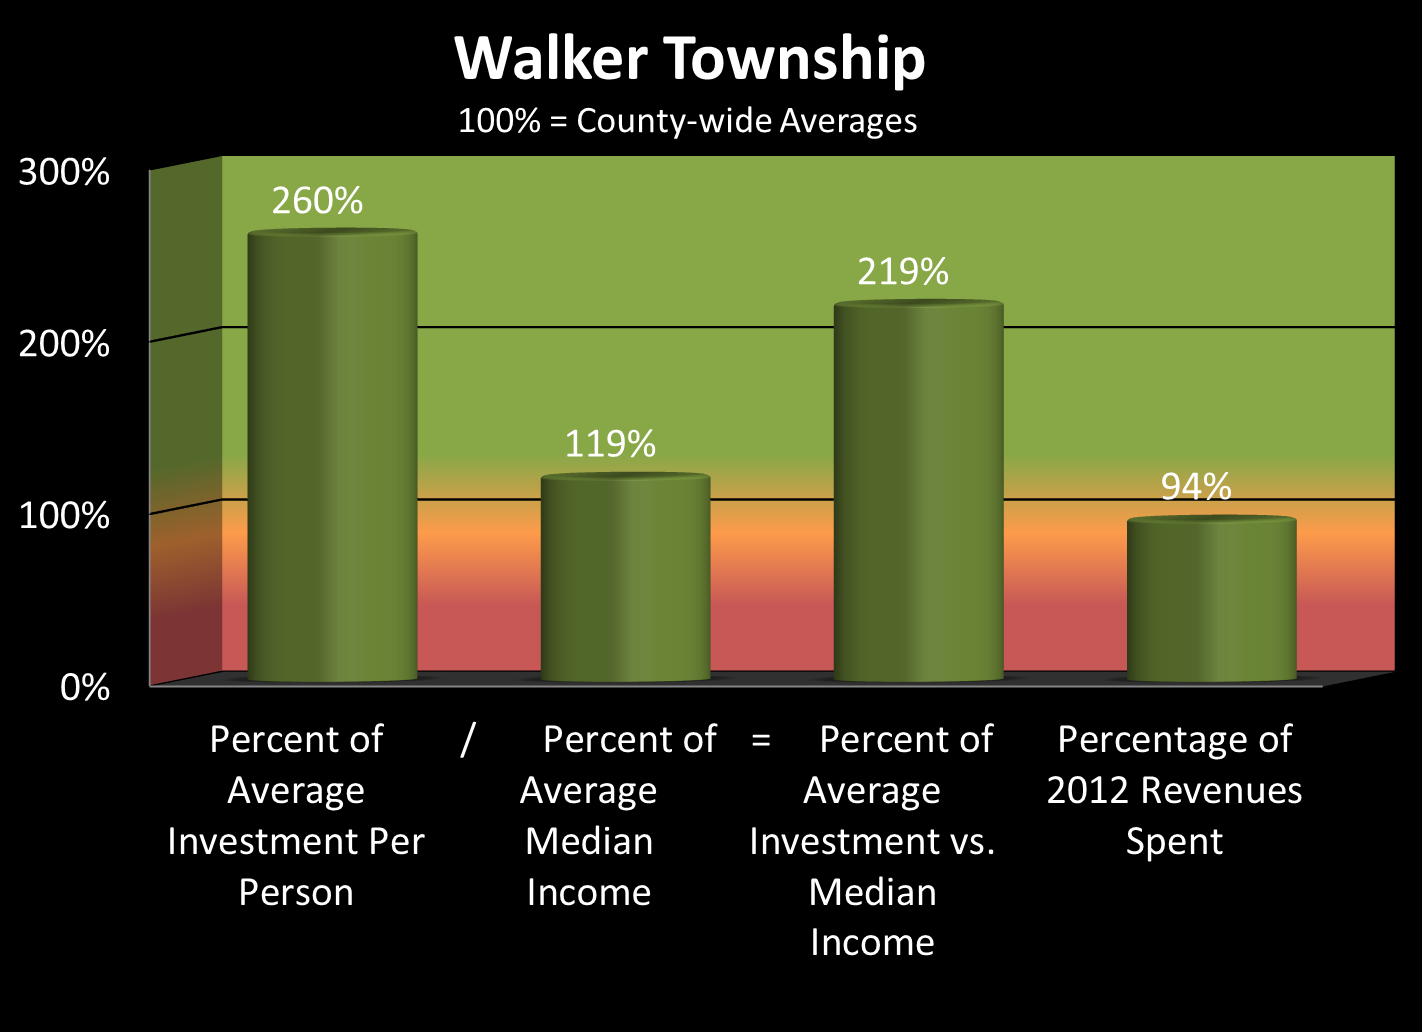 Walker Township
100% = County-wide Averages
300%
200%
100%
0%
260%
119%
219%
94%
Percent of
Average
Investment Per
Person
/
Percent of
Average
Median
Income
=
Percent of
Average
Investment vs.
Median
Income
Percentage of
2012 Revenues
Spent